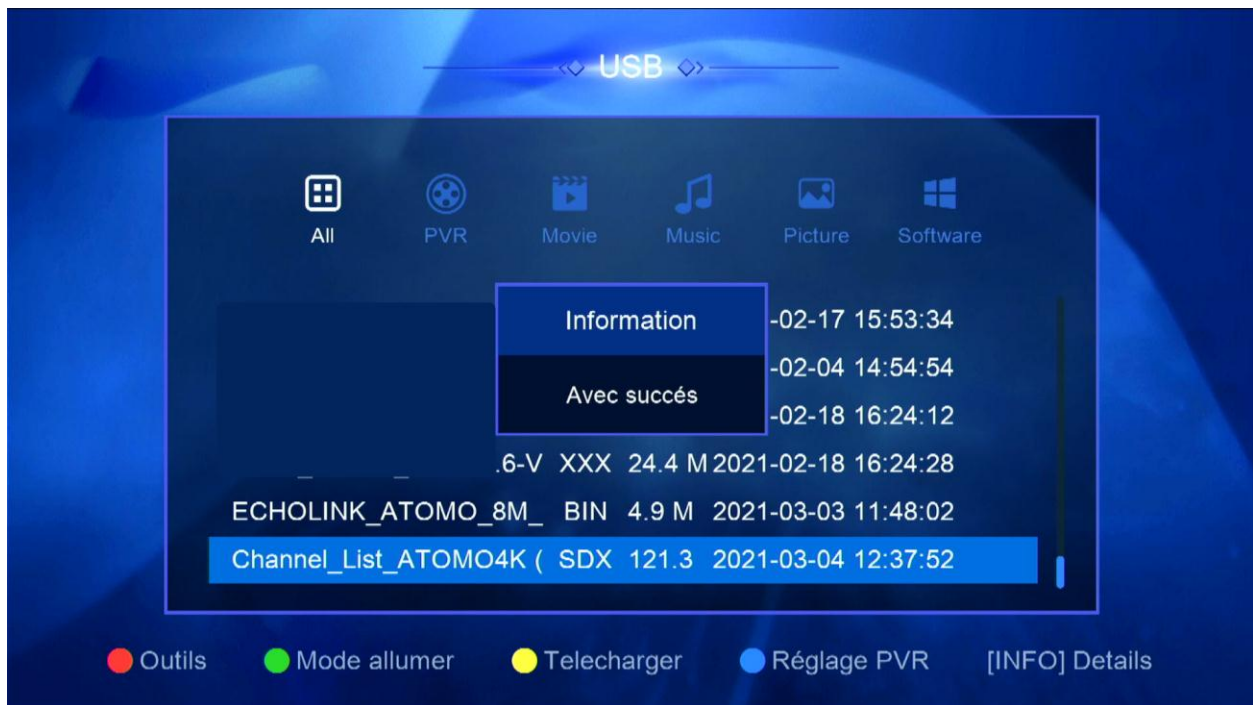 USB
All PVR Movie Music Picture Software
Information
Avec succés
-02-17 15:53:34
-02-04 14:54:54
-02-18 16:24:12
.6-V XXX 24.4 M 2021-02-18 16:24:28
ECHOLINK_ATOMO_8M_ BIN 4.9 M 2021-03-03 11:48:02
Channel_List_ATOMO4K ( SDX 121.3 2021-03-04 12:37:52
Outils Mode allumer Telecharger Réglage PVR [INFO] Details